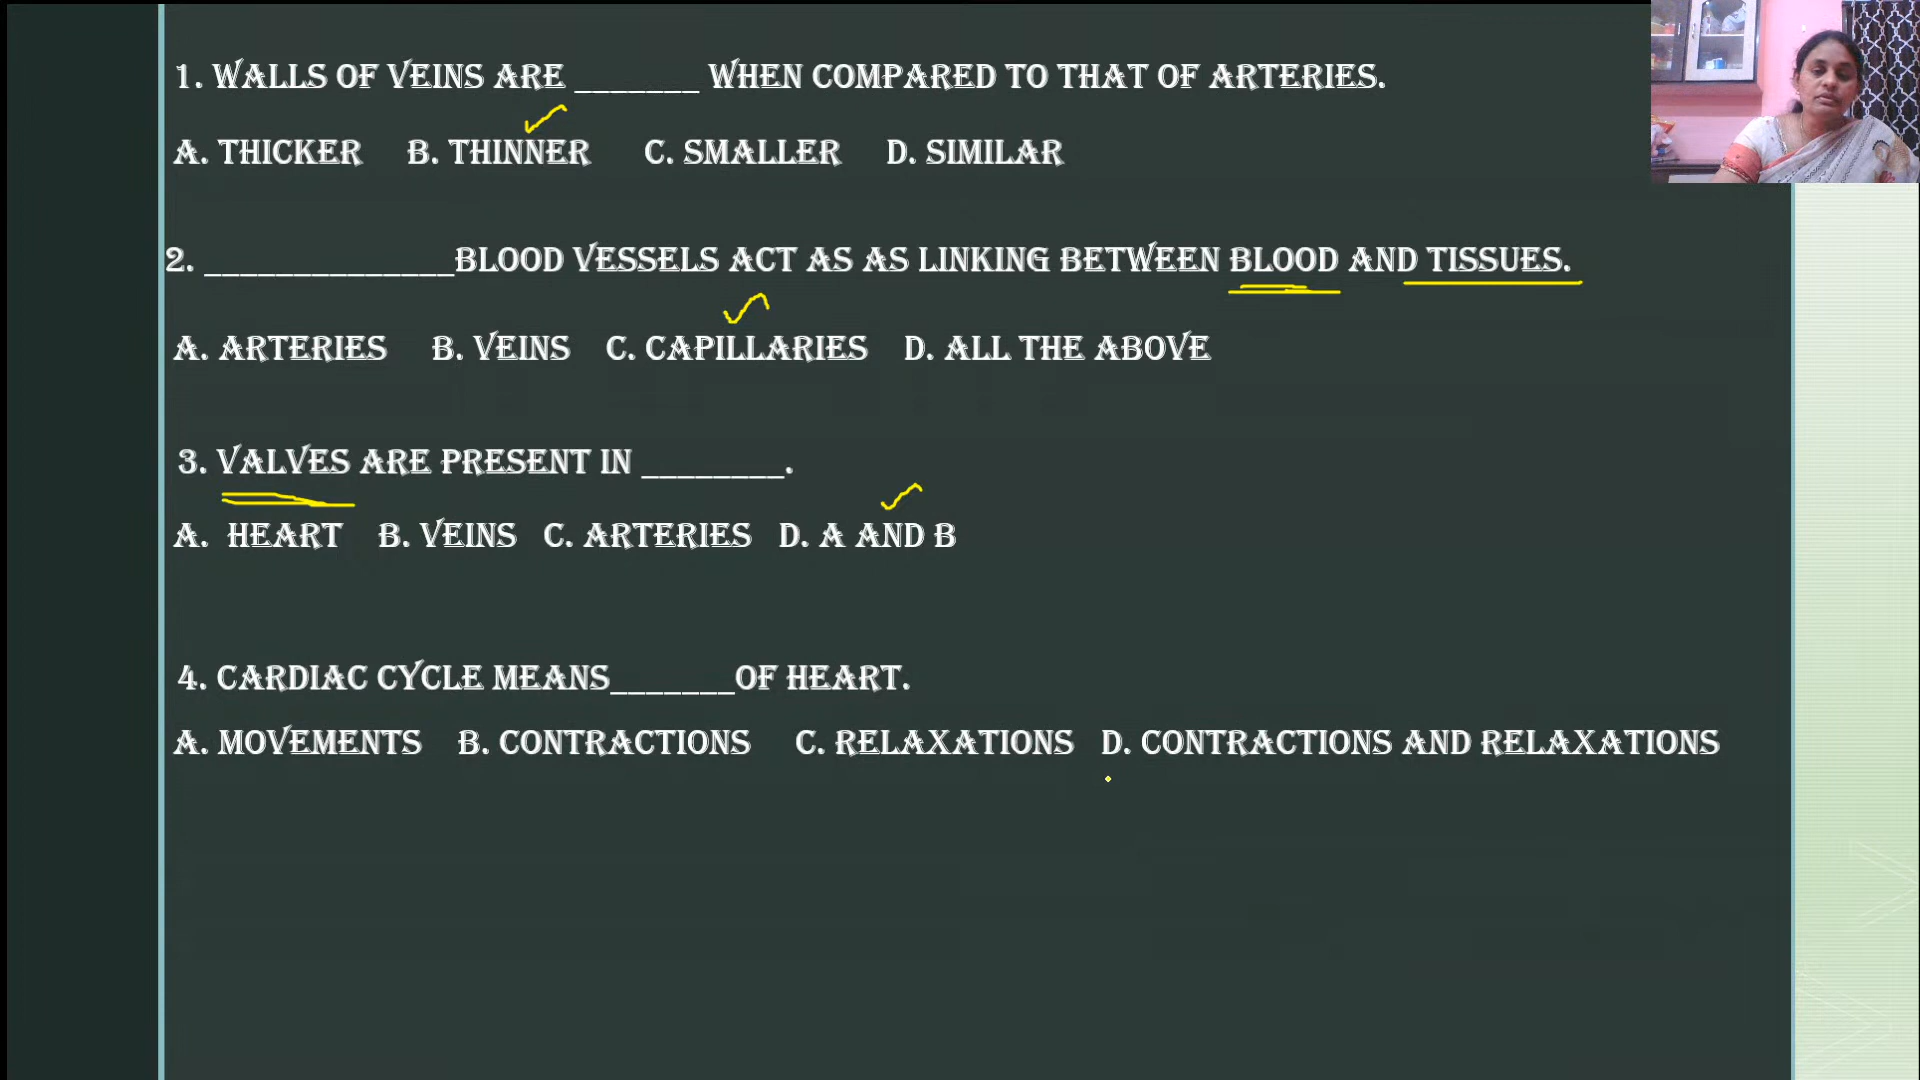 1. WALLS OF VEINS ARE _______ WHEN COMPARED TO THAT OF ARTERIES.
A. THICKER B. THINNER C. SMALLER D. SIMILAR
2. ______________BLOOD VESSELS ACT AS AS LINKING BETWEEN BLOOD AND TISSUES.
A. ARTERIES B. VEINS C. CAPILLARIES D. ALL THE ABOVE
3. VALVES ARE PRESENT IN ________.
A. HEART B. VEINS C. ARTERIES D. A AND B
4. CARDIAC CYCLE MEANS_______OF HEART.
A. MOVEMENTS B. CONTRACTIONS C. RELAXATIONS D. CONTRACTIONS AND RELAXATIONS